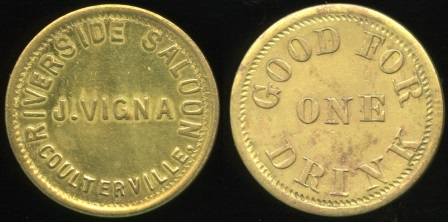 RIVERSIDE SALOON,
J. VIGNA
COULTERVILLE.
GOOD FOR
ONE
DRINK